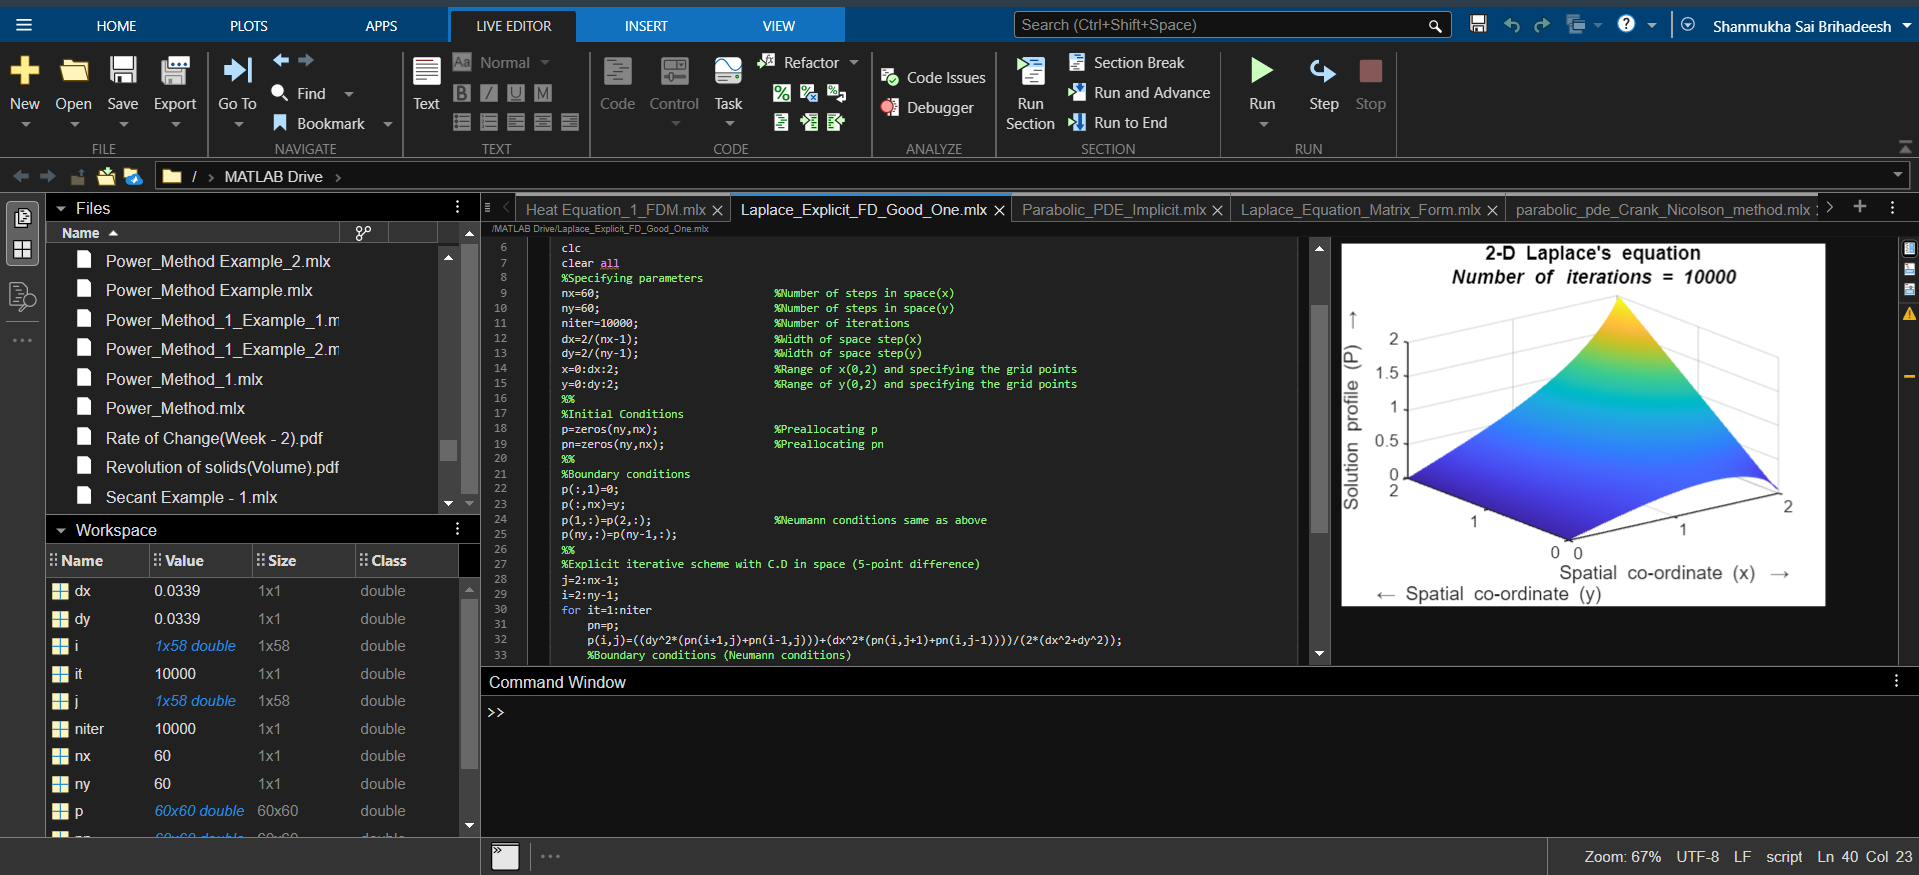 HOME PLOTS APPS LIVE EDITOR INSERT VIEW Search (Ctrl+Shift+Space) Shanmukha Sai Brihadeesh
New Open Save Export
FILE
Go To Find Bookmark
NAVIGATE
Text Aa Normal B I U M
TEXT
Code Control Task Refactor
CODE
Code Issues
Debugger
ANALYZE
Run Section
Section Break
Run and Advance
Run to End
SECTION
Run Step Stop
RUN
/ › MATLAB Drive ›
Files
Name
Power_Method Example_2.mlx
Power_Method Example.mlx
Power_Method_1_Example_1.m
Power_Method_1_Example_2.m
Power_Method_1.mlx
Power_Method.mlx
Rate of Change(Week - 2).pdf
Revolution of solids(Volume).pdf
Secant Example - 1.mlx
Workspace
Name Value Size Class
dx 0.0339 1x1 double
dy 0.0339 1x1 double
i 1x58 double 1x58 double
it 10000 1x1 double
j 1x58 double 1x58 double
niter 10000 1x1 double
nx 60 1x1 double
ny 60 1x1 double
p 60x60 double 60x60 double
Heat Equation_1_FDM.mlx Laplace_Explicit_FD_Good_One.mlx Parabolic_PDE_Implicit.mlx Laplace_Equation_Matrix_Form.mlx parabolic_pde_Crank_Nicolson_method.mlx
/MATLAB Drive/Laplace_Explicit_FD_Good_One.mlx
6 clc
7 clear all
8 %Specifying parameters
9 nx=60; %Number of steps in space(x)
10 ny=60; %Number of steps in space(y)
11 niter=10000; %Number of iterations
12 dx=2/(nx-1); %Width of space step(x)
13 dy=2/(ny-1); %Width of space step(y)
14 x=0:dx:2; %Range of x(0,2) and specifying the grid points
15 y=0:dy:2; %Range of y(0,2) and specifying the grid points
16 %%
17 %Initial Conditions
18 p=zeros(ny,nx); %Preallocating p
19 pn=zeros(ny,nx); %Preallocating pn
20 %%
21 %Boundary conditions
22 p(:,1)=0;
23 p(:,nx)=y;
24 p(1,:)=p(2,:); %Neumann conditions same as above
25 p(ny,:)=p(ny-1,:);
26 %%
27 %Explicit iterative scheme with C.D in space (5-point difference)
28 j=2:nx-1;
29 i=2:ny-1;
30 for it=1:niter
31 pn=p;
32 p(i,j)=((dy^2*(pn(i+1,j)+pn(i-1,j)))+(dx^2*(pn(i,j+1)+pn(i,j-1))))/(2*(dx^2+dy^2));
33 %Boundary conditions (Neumann conditions)
2-D Laplace's equation
Number of iterations = 10000
Solution profile (P) →
2
1.5
1
0.5
0
2
1
0
0
1
2
Spatial co-ordinate (x) →
← Spatial co-ordinate (y)
Command Window
>>
Zoom: 67% UTF-8 LF script Ln 40 Col 23